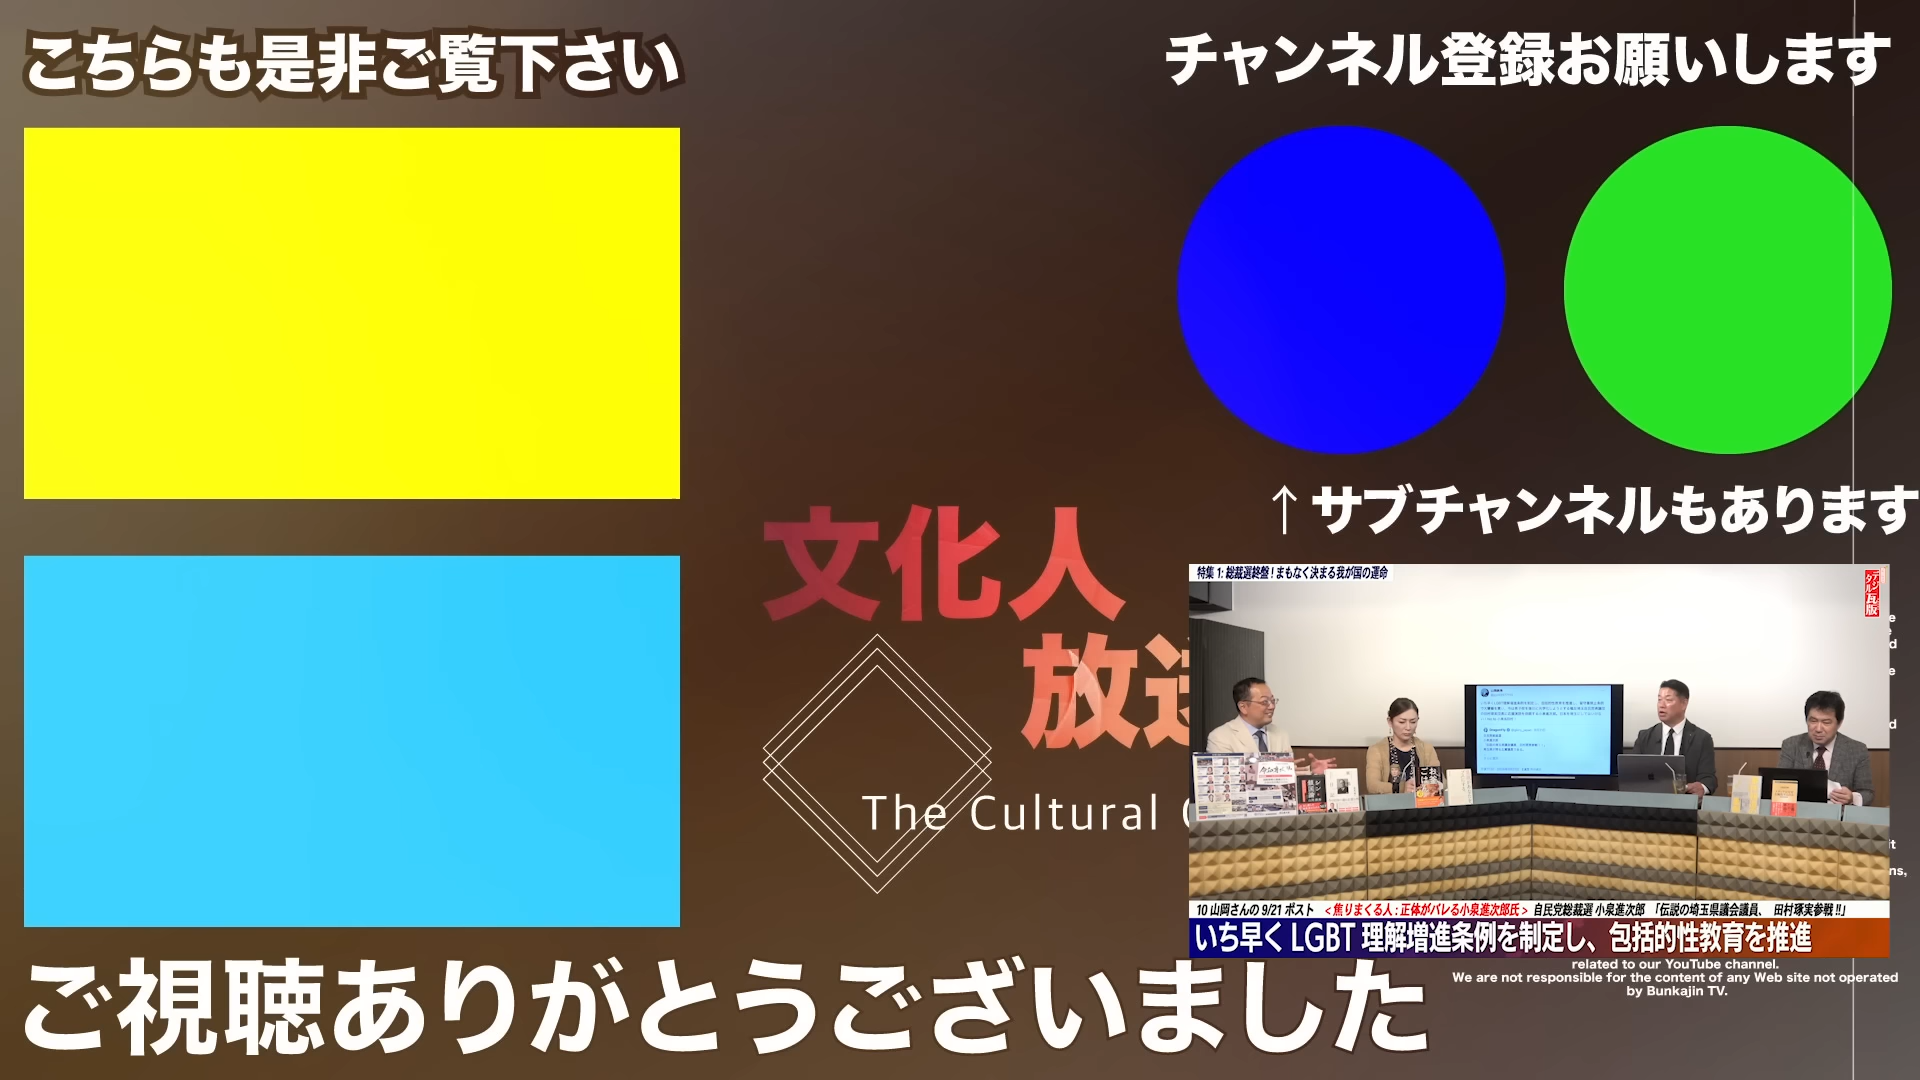 こちらも是非ご覧下さい
チャンネル登録お願いします
↑サブチャンネルもあります
文化人
放送
The Cultural
特集 1: 総裁選終盤！まもなく決まる我が国の運命
デジタル瓦版
10 山岡さんの 9/21 ポスト ＜焦りまくる人：正体がバレる小泉進次郎氏＞ 自民党総裁選 小泉進次郎 「伝説の埼玉県議会議員、 田村琢実参戦‼」
いち早く LGBT 理解増進条例を制定し、包括的性教育を推進
related to our YouTube channel.
We are not responsible for the content of any Web site not operated
by Bunkajin TV.
ご視聴ありがとうございました